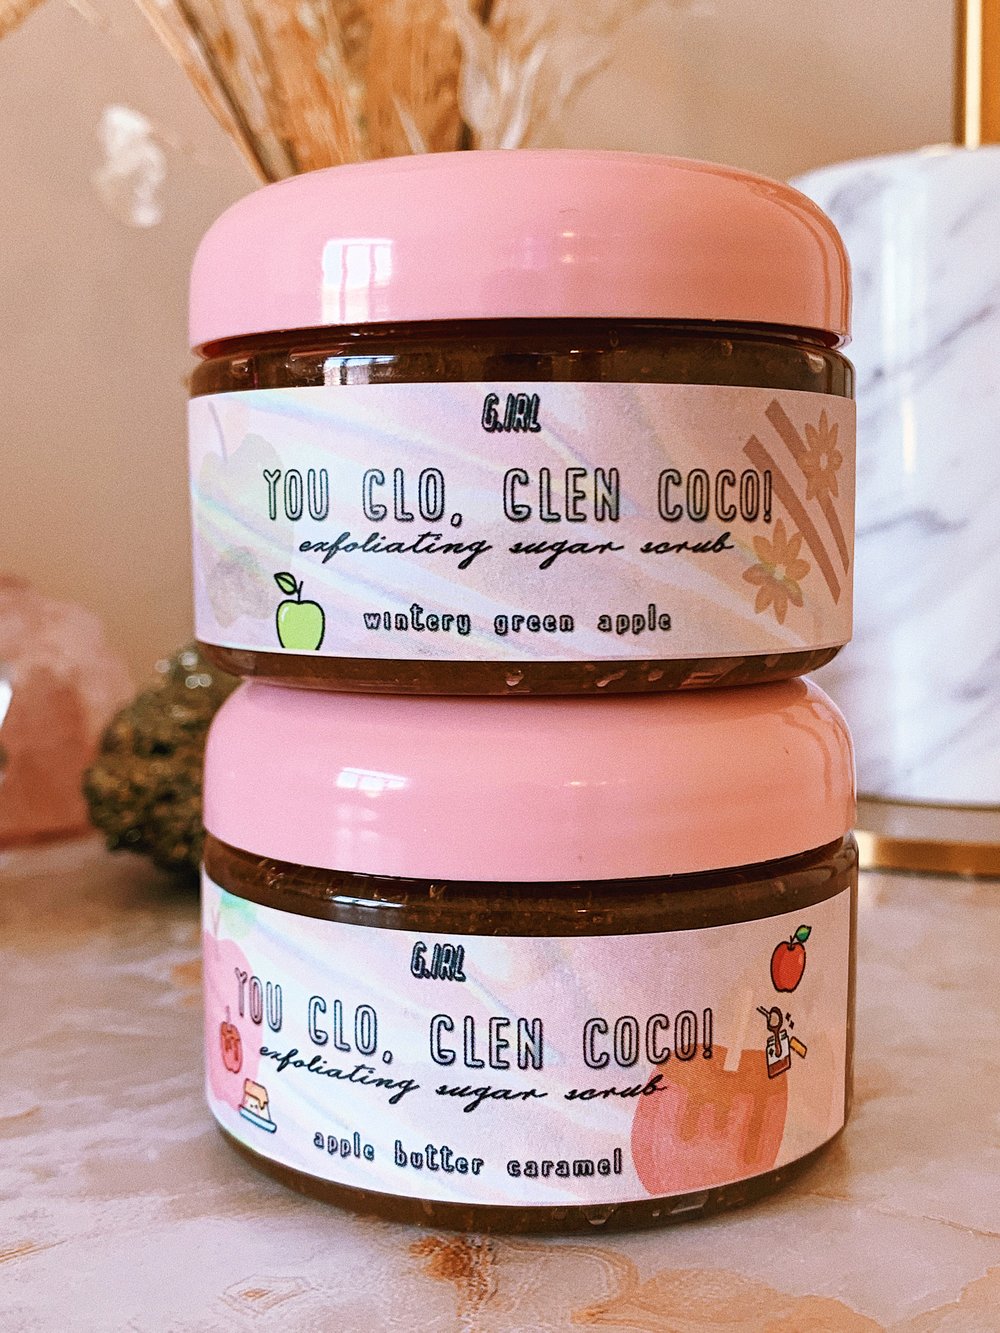 G.IRL
YOU GLO, GLEN COCO!
exfoliating sugar scrub
wintery green apple
G.IRL
YOU GLO, GLEN COCO!
exfoliating sugar scrub
apple butter caramel